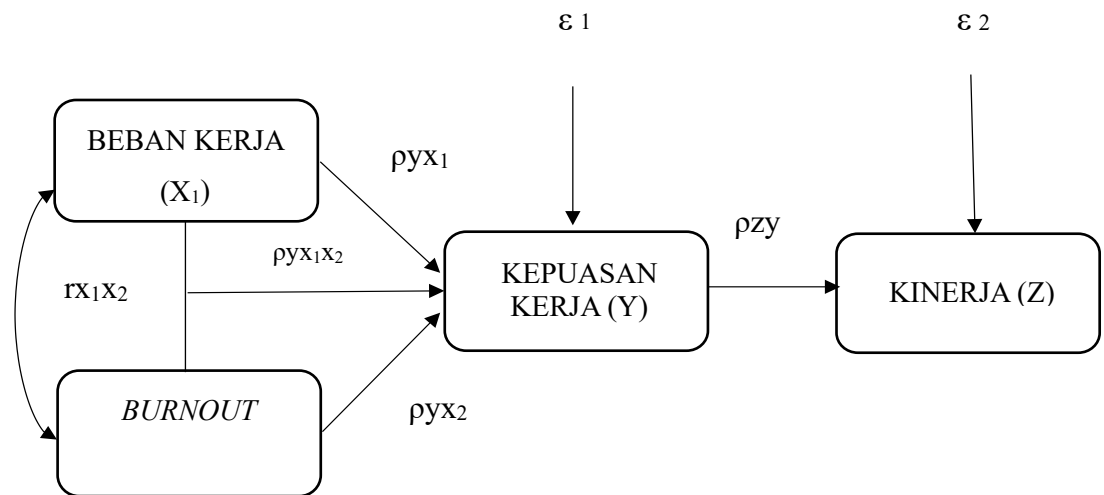 ε 1
ε 2
BEBAN KERJA
(X₁)
ρyx₁
ρyx₁x₂
rx₁x₂
ρzy
KEPUASAN
KERJA (Y)
KINERJA (Z)
BURNOUT
ρyx₂